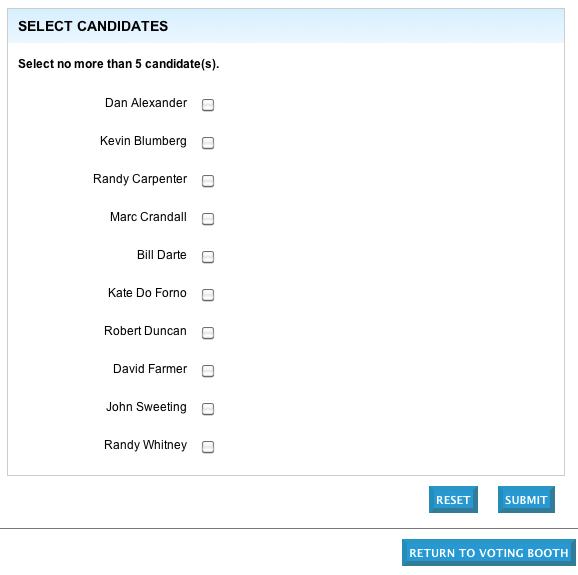 SELECT CANDIDATES
Select no more than 5 candidate(s).
Dan Alexander
Kevin Blumberg
Randy Carpenter
Marc Crandall
Bill Darte
Kate Do Forno
Robert Duncan
David Farmer
John Sweeting
Randy Whitney
RESET SUBMIT
RETURN TO VOTING BOOTH